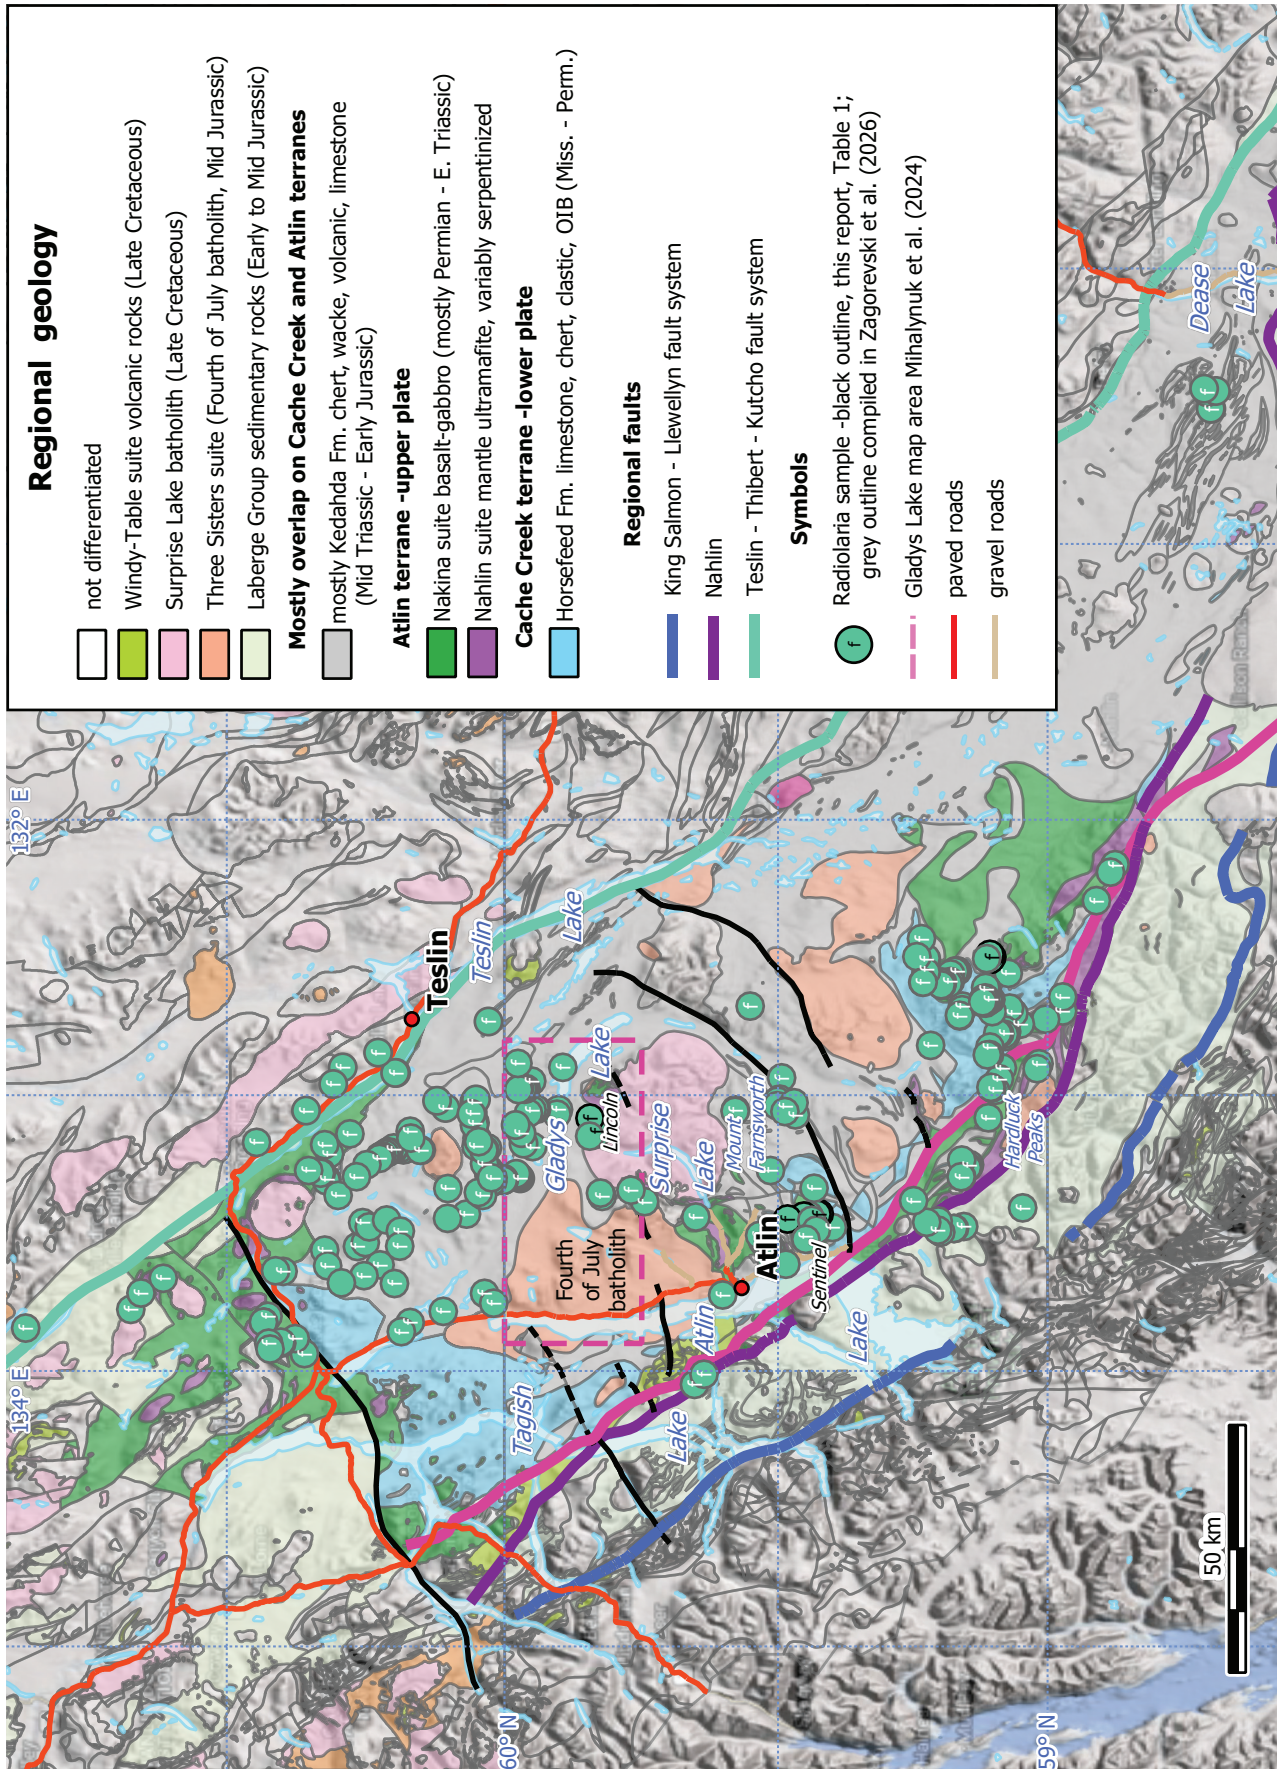 Regional geology
not differentiated
Windy-Table suite volcanic rocks (Late Cretaceous)
Surprise Lake batholith (Late Cretaceous)
Three Sisters suite (Fourth of July batholith, Mid Jurassic)
Laberge Group sedimentary rocks (Early to Mid Jurassic)
Mostly overlap on Cache Creek and Atlin terranes
mostly Kedahda Fm. chert, wacke, volcanic, limestone
(Mid Triassic - Early Jurassic)
Atlin terrane -upper plate
Nakina suite basalt-gabbro (mostly Permian - E. Triassic)
Nahlin suite mantle ultramafite, variably serpentinized
Cache Creek terrane -lower plate
Horsefeed Fm. limestone, chert, clastic, OIB (Miss. - Perm.)
Regional faults
King Salmon - Llewellyn fault system
Nahlin
Teslin - Thibert - Kutcho fault system
Symbols
f
Radiolaria sample -black outline, this report, Table 1;
grey outline compiled in Zagorevski et al. (2026)
Gladys Lake map area Mihalynuk et al. (2024)
paved roads
gravel roads
134° E
132° E
60° N
59° N
Teslin
Teslin
Lake
Gladys
Lake
Lincoln
Surprise
Lake
Mount
Farnsworth
Fourth
of July
batholith
Atlin
Sentinel
Atlin
Lake
Tagish
Lake
Hardluck
Peaks
Dease
Lake
50 km